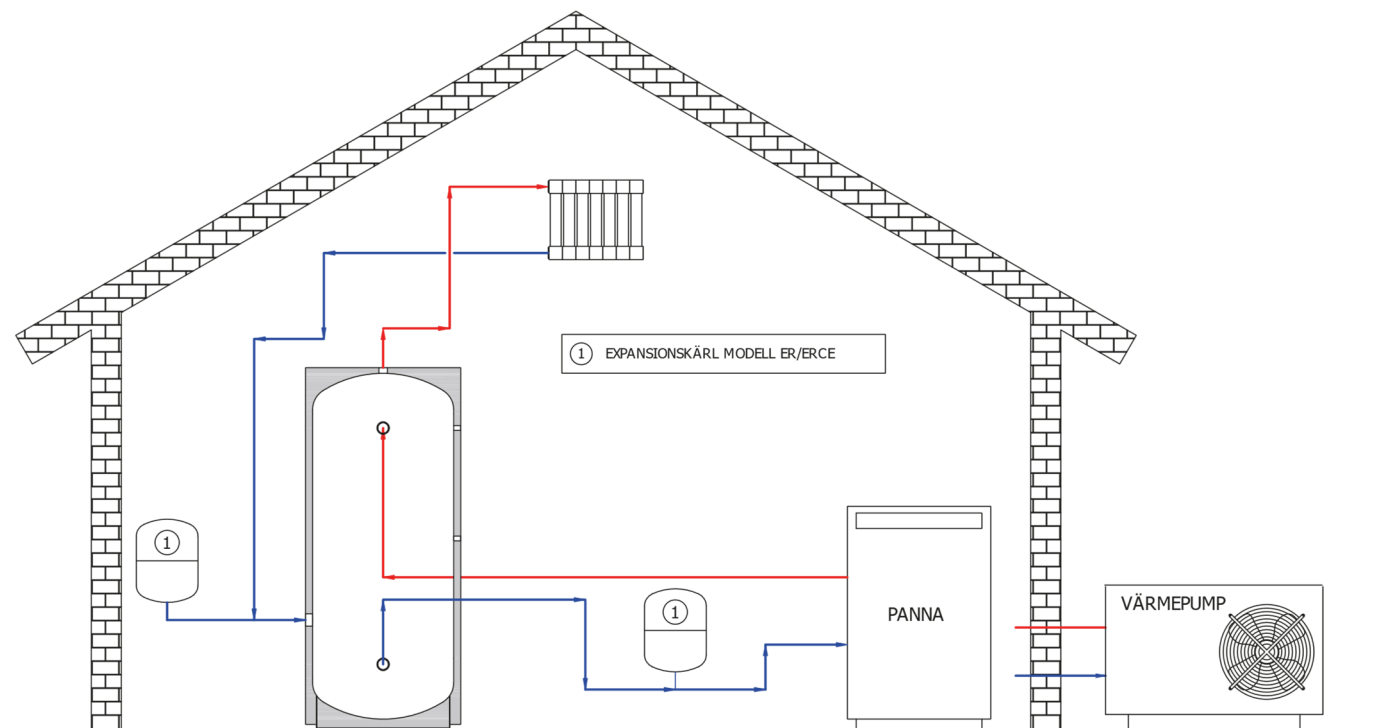 1 EXPANSIONSKÄRL MODELL ER/ERCE
1
1
PANNA
VÄRMEPUMP